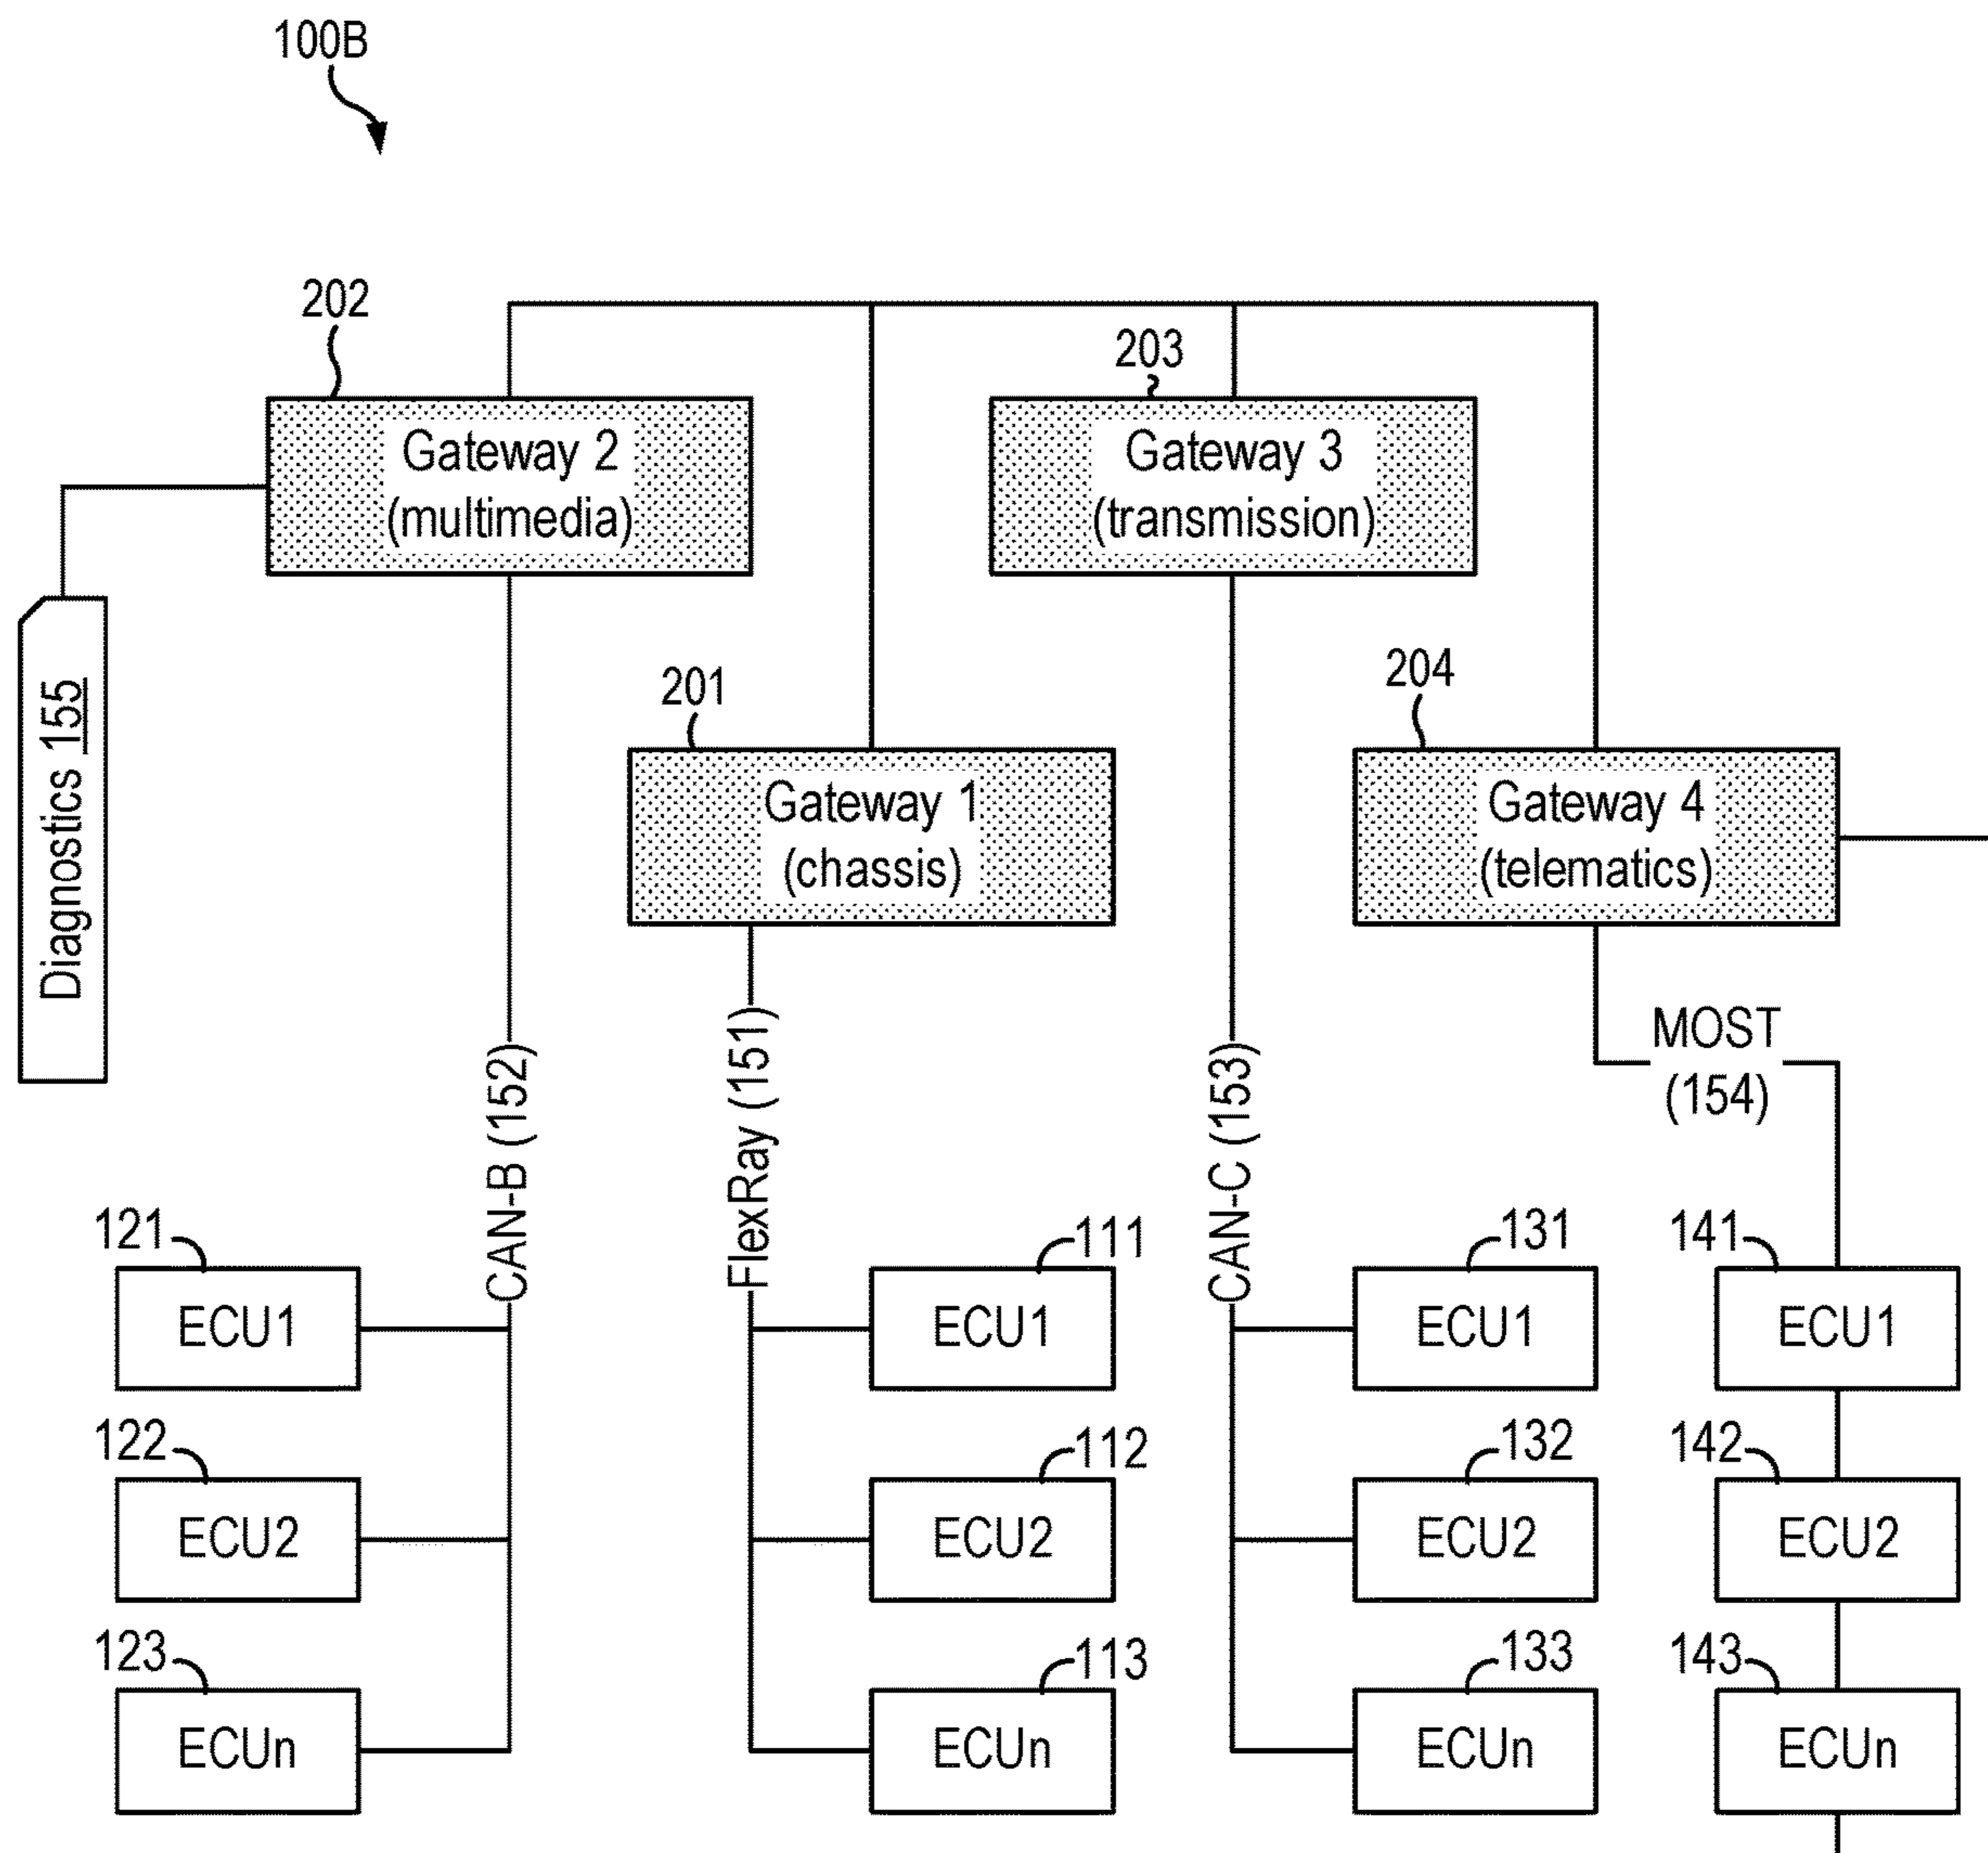 100B
202
203
Gateway 2
(multimedia)
Gateway 3
(transmission)
201
204
Gateway 1
(chassis)
Gateway 4
(telematics)
Diagnostics 155
CAN-B (152)
FlexRay (151)
CAN-C (153)
MOST
(154)
121
ECU1
111
ECU1
131
ECU1
141
ECU1
122
ECU2
112
ECU2
132
ECU2
142
ECU2
123
ECUn
113
ECUn
133
ECUn
143
ECUn